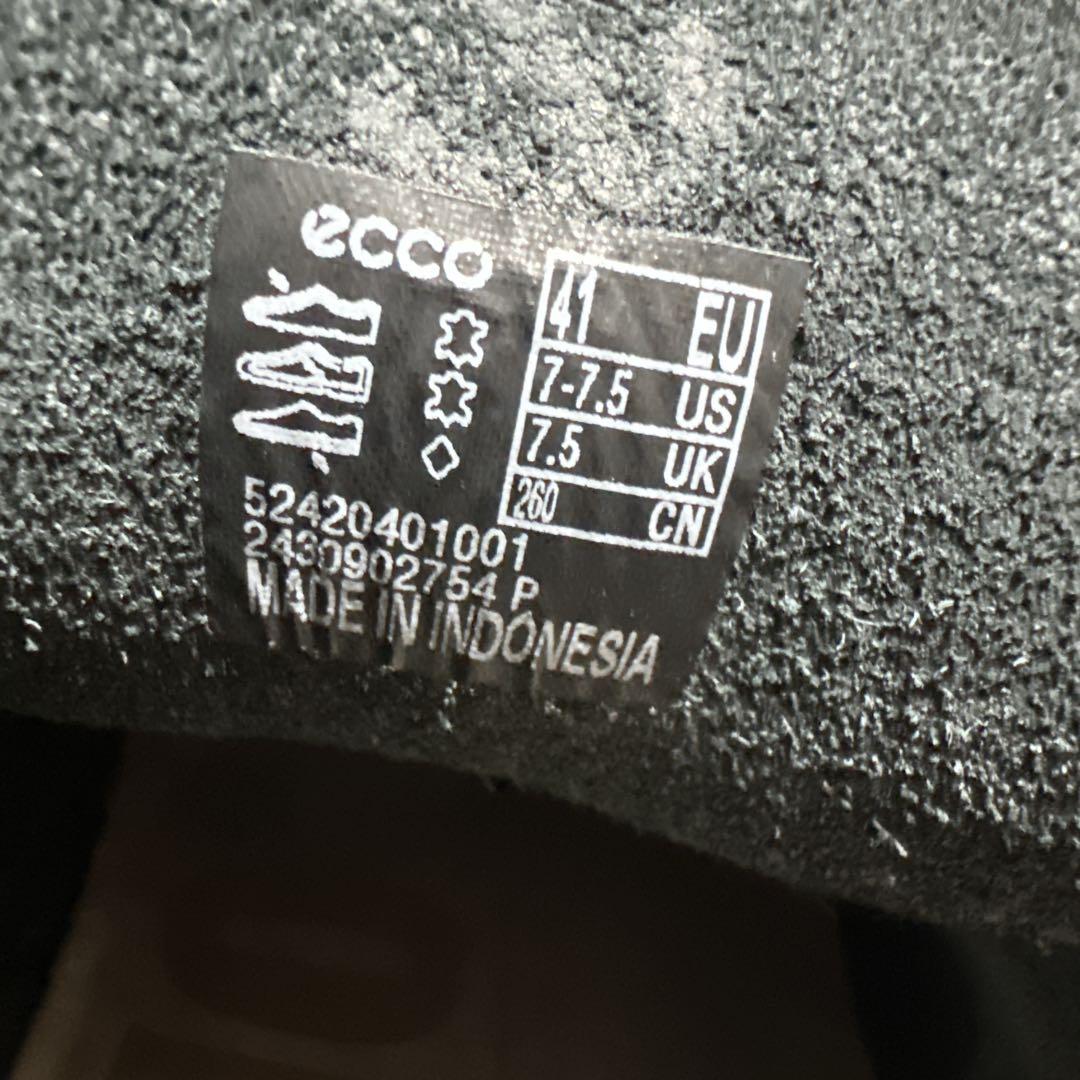 ecco
41 EU
7-7.5 US
7.5 UK
260 CN
52420401001
2430902754 P
MADE IN INDONESIA